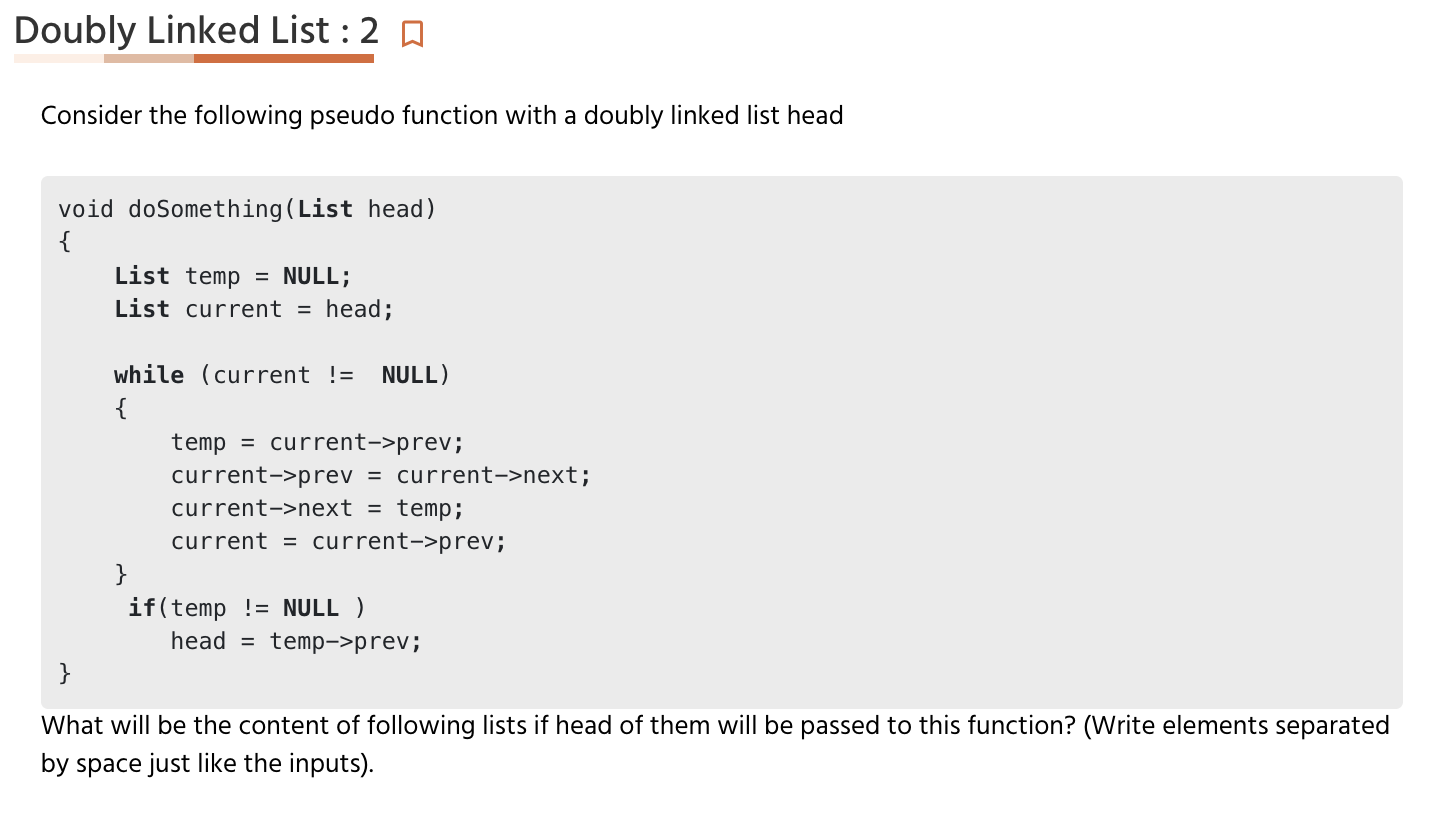 Doubly Linked List : 2
Consider the following pseudo function with a doubly linked list head
void doSomething(List head)
{
    List temp = NULL;
    List current = head;
    while (current !=  NULL)
    {
        temp = current->prev;
        current->prev = current->next;
        current->next = temp;
        current = current->prev;
    }
     if(temp != NULL )
        head = temp->prev;
}
What will be the content of following lists if head of them will be passed to this function? (Write elements separated
by space just like the inputs).